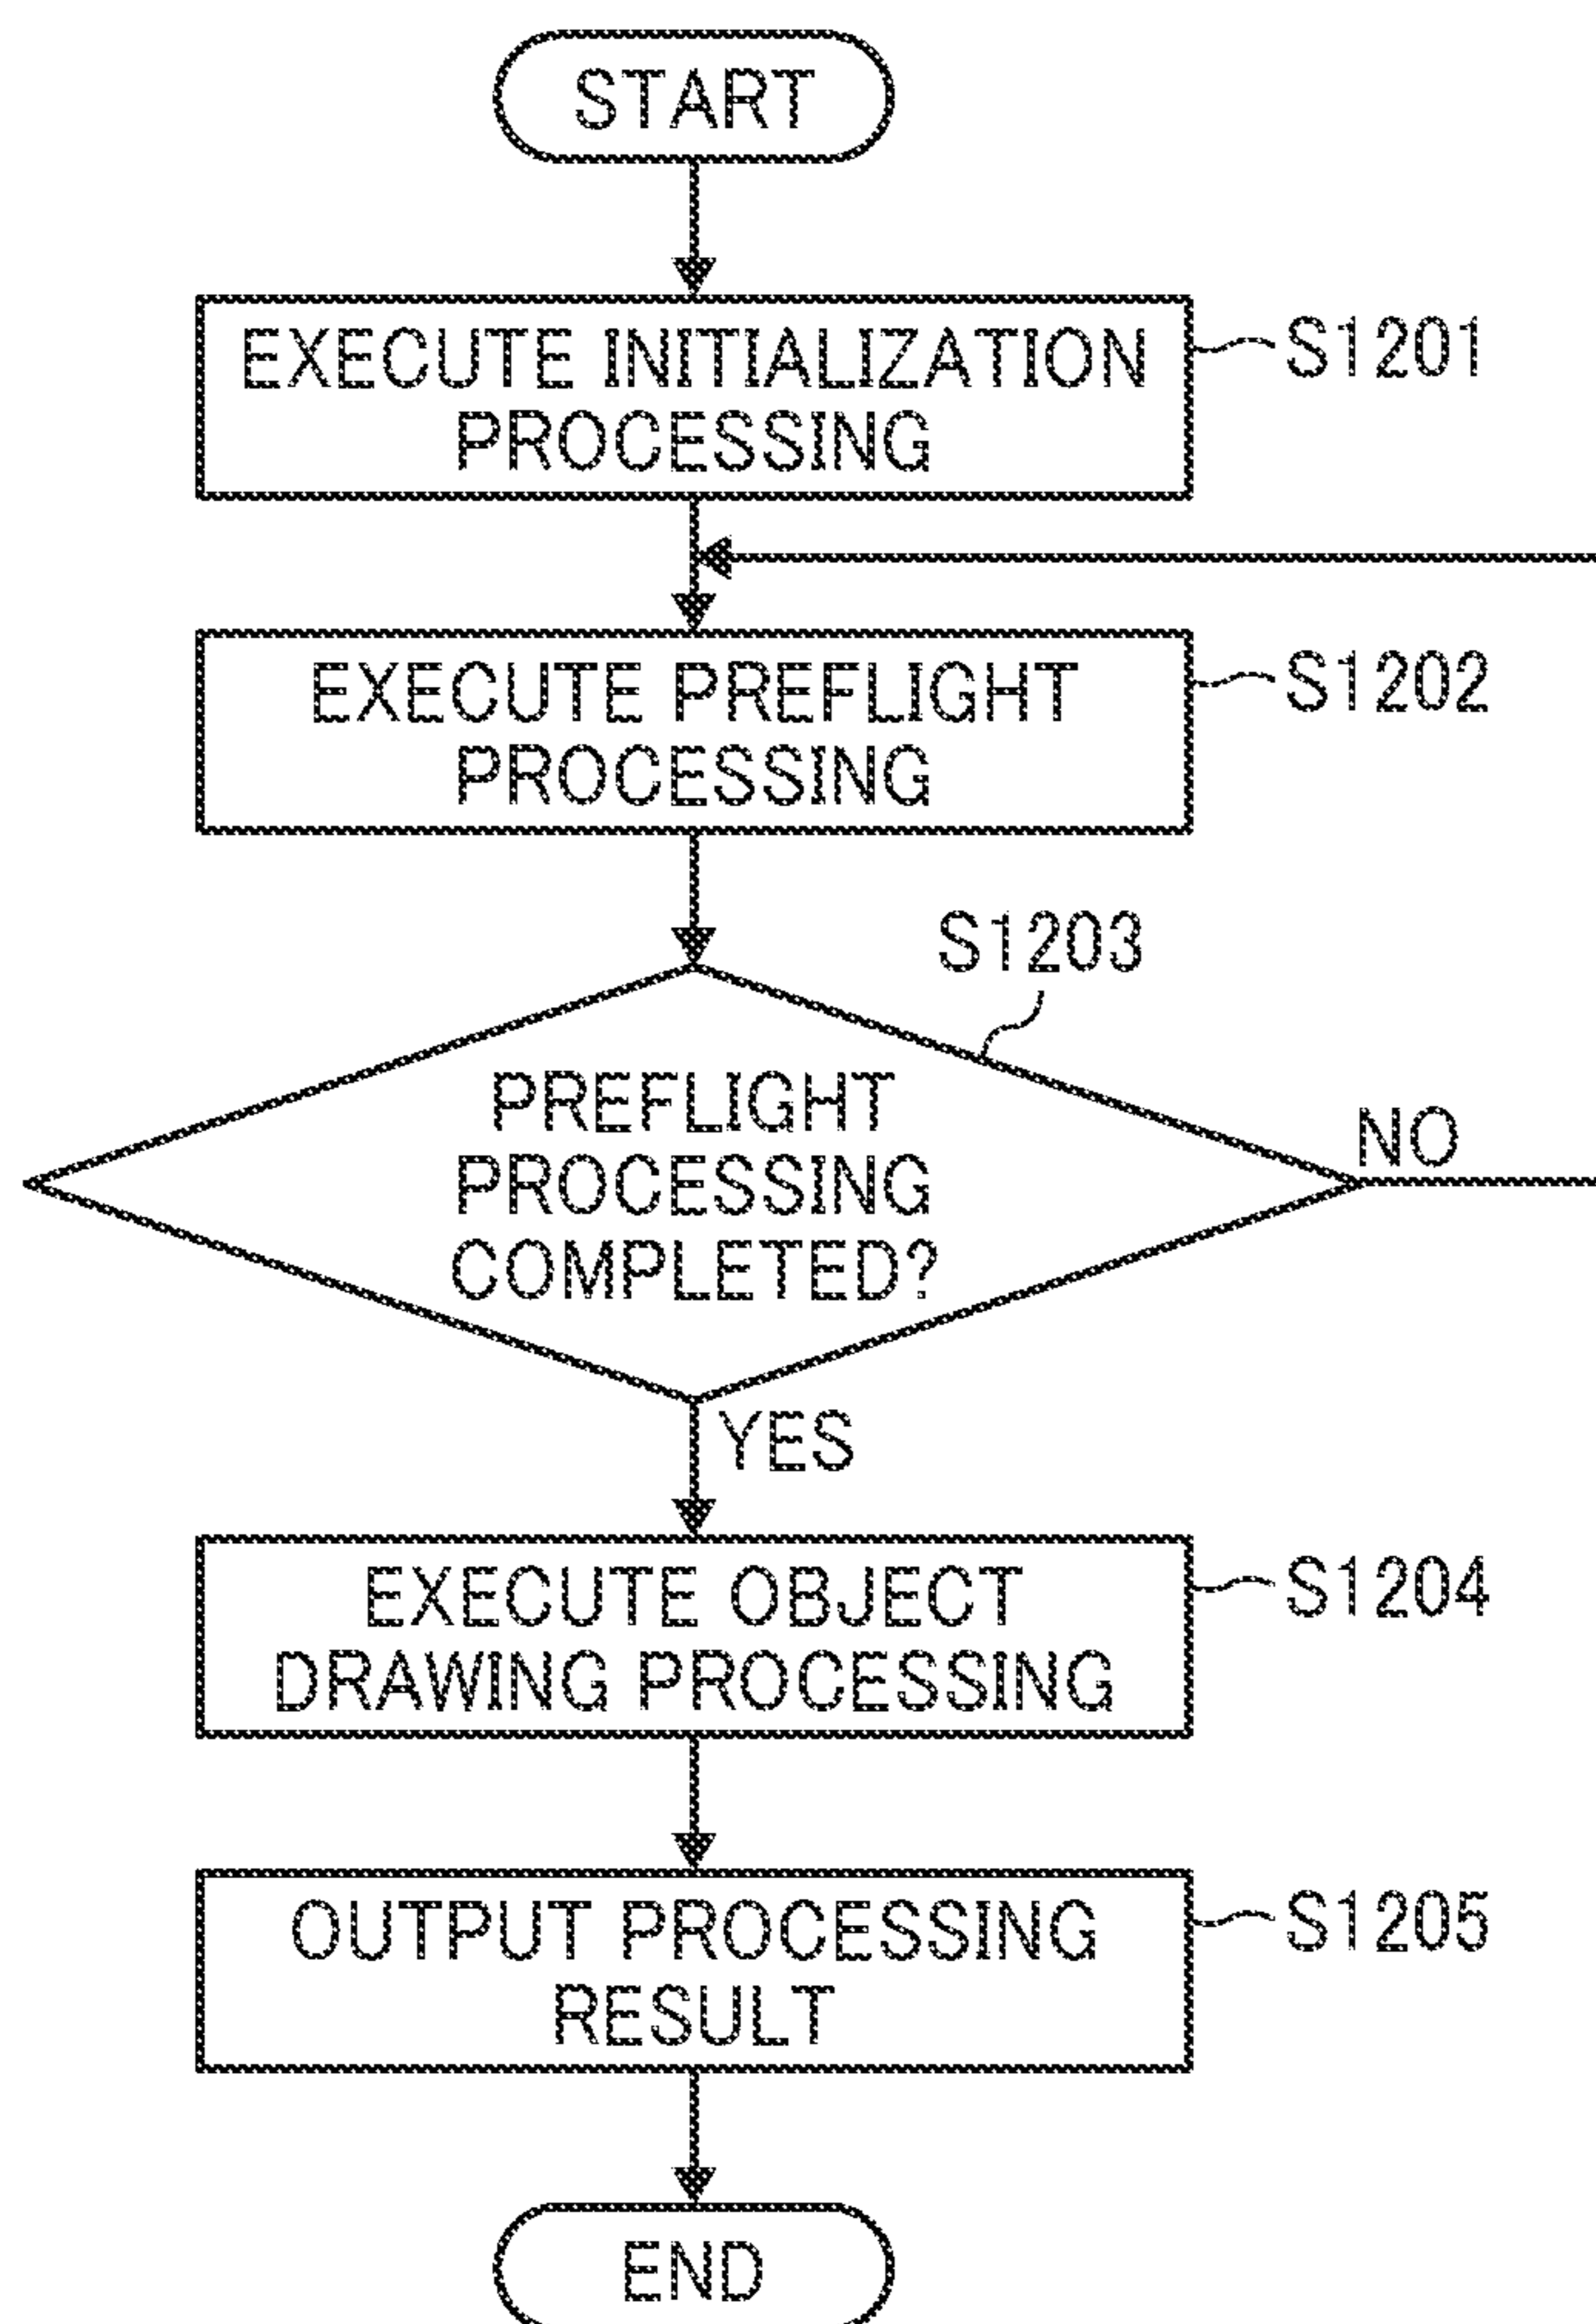 START
EXECUTE INITIALIZATION
PROCESSING
S1201
EXECUTE PREFLIGHT
PROCESSING
S1202
S1203
PREFLIGHT
PROCESSING
COMPLETED?
NO
YES
EXECUTE OBJECT
DRAWING PROCESSING
S1204
OUTPUT PROCESSING
RESULT
S1205
END